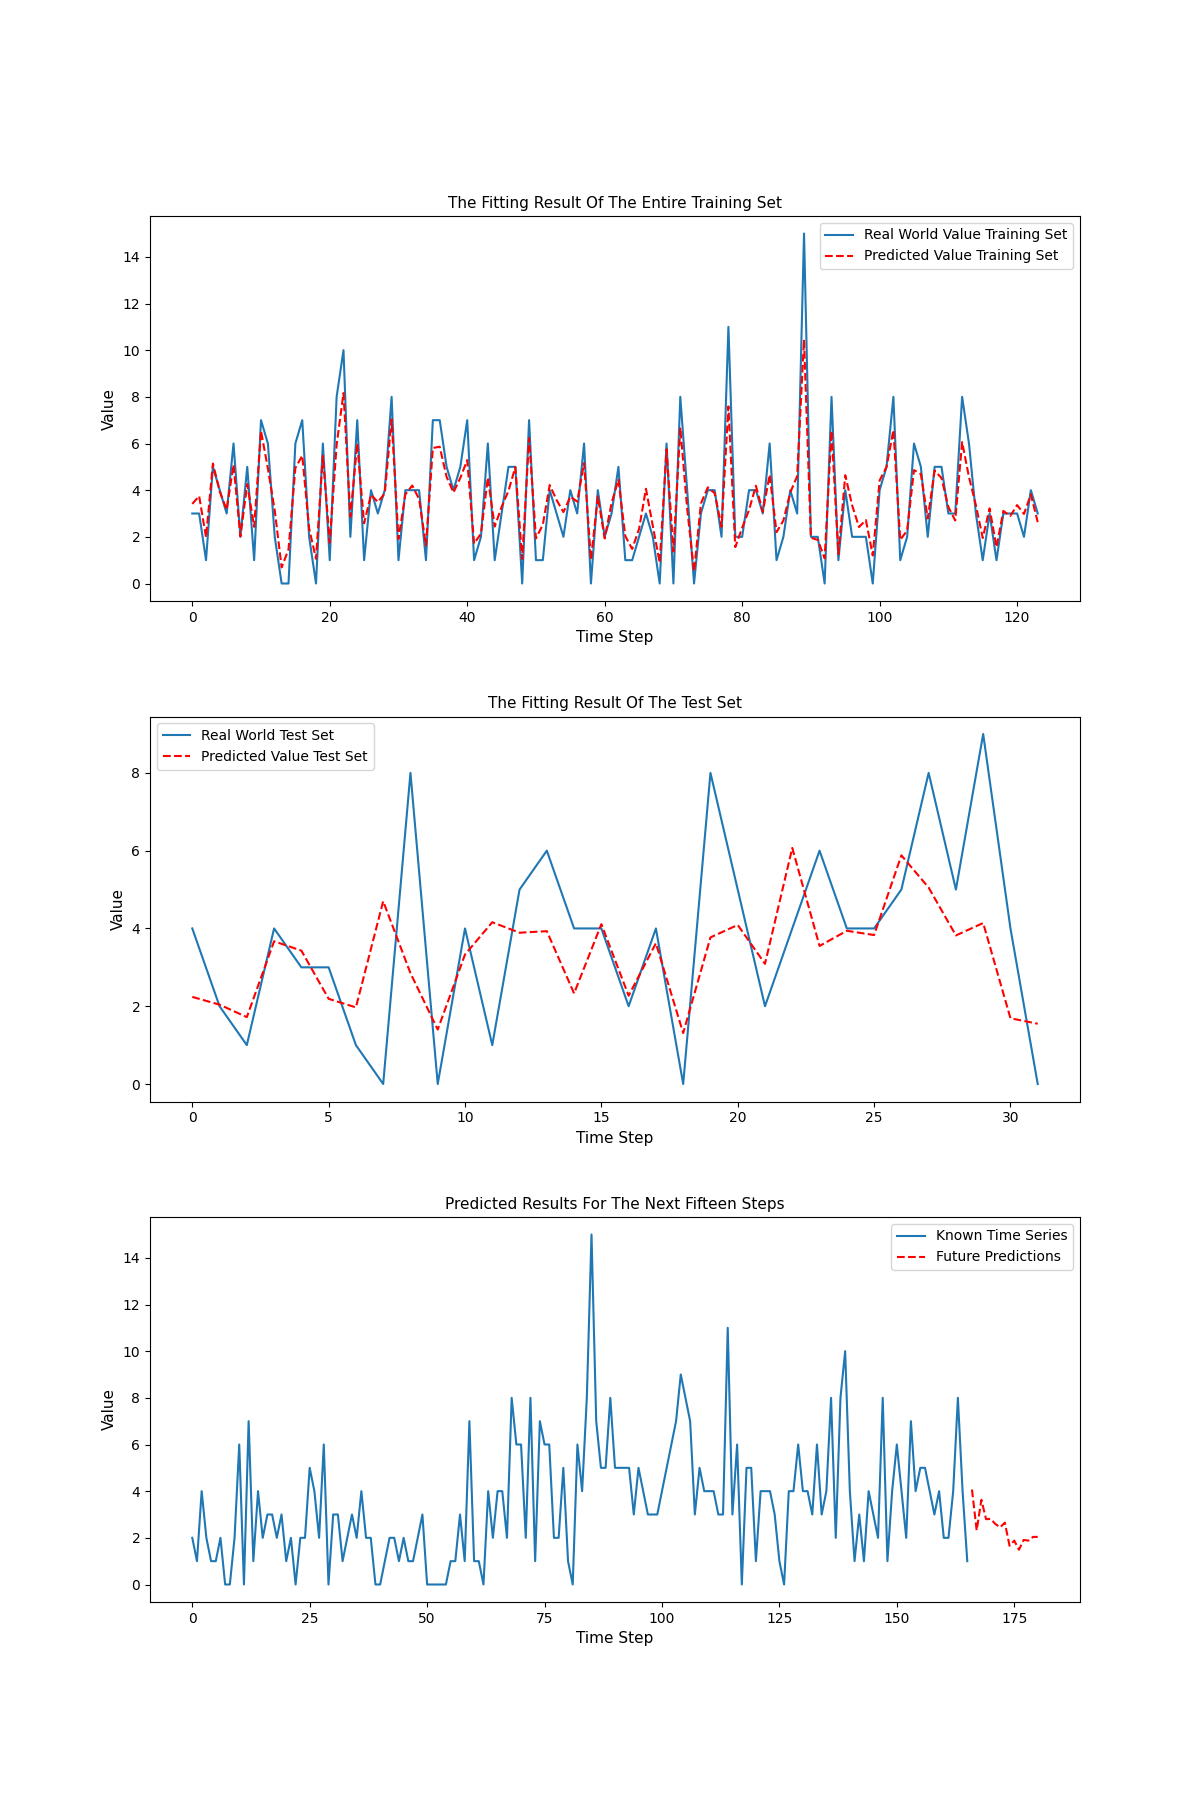 The Fitting Result Of The Entire Training Set
Real World Value Training Set
Predicted Value Training Set
Value
14
12
10
8
6
4
2
0
0 20 40 60 80 100 120
Time Step
The Fitting Result Of The Test Set
Real World Test Set
Predicted Value Test Set
Value
8
6
4
2
0
0 5 10 15 20 25 30
Time Step
Predicted Results For The Next Fifteen Steps
Known Time Series
Future Predictions
Value
14
12
10
8
6
4
2
0
0 25 50 75 100 125 150 175
Time Step